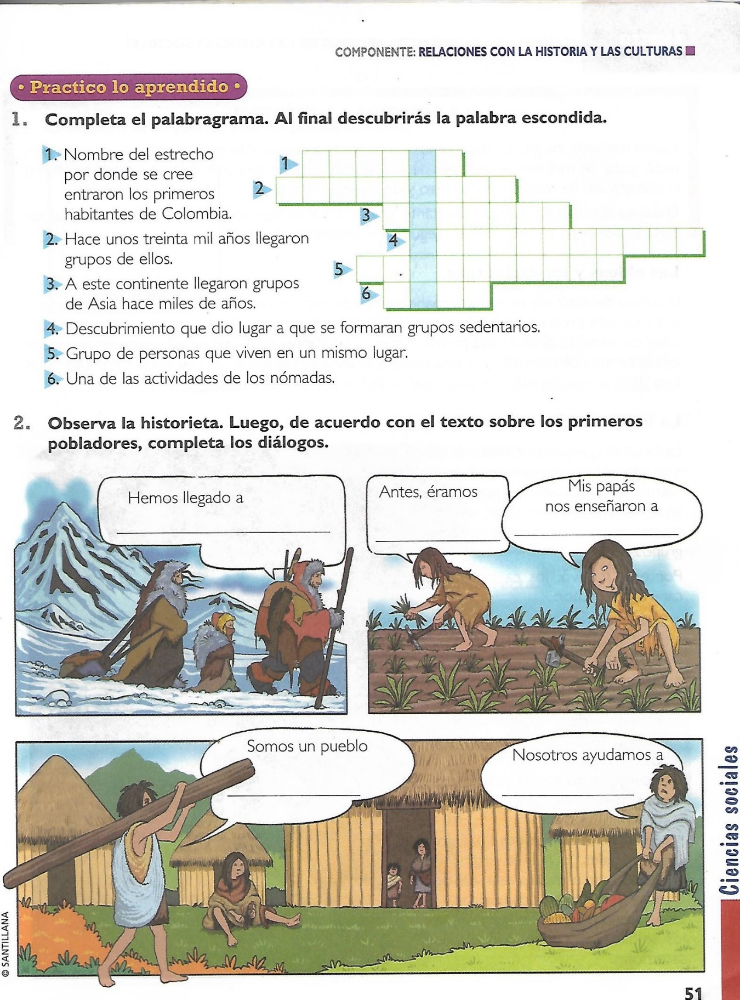 COMPONENTE: RELACIONES CON LA HISTORIA Y LAS CULTURAS
• Practico lo aprendido •
1. Completa el palabragrama. Al final descubrirás la palabra escondida.
1. Nombre del estrecho
por donde se cree
entraron los primeros
habitantes de Colombia.
2. Hace unos treinta mil años llegaron
grupos de ellos.
3. A este continente llegaron grupos
de Asia hace miles de años.
4. Descubrimiento que dio lugar a que se formaran grupos sedentarios.
5. Grupo de personas que viven en un mismo lugar.
6. Una de las actividades de los nómadas.
1
2
3
4
5
6
2. Observa la historieta. Luego, de acuerdo con el texto sobre los primeros
pobladores, completa los diálogos.
Hemos llegado a
Antes, éramos
Mis papás
nos enseñaron a
Somos un pueblo
Nosotros ayudamos a
Ciencias sociales
© SANTILLANA
51